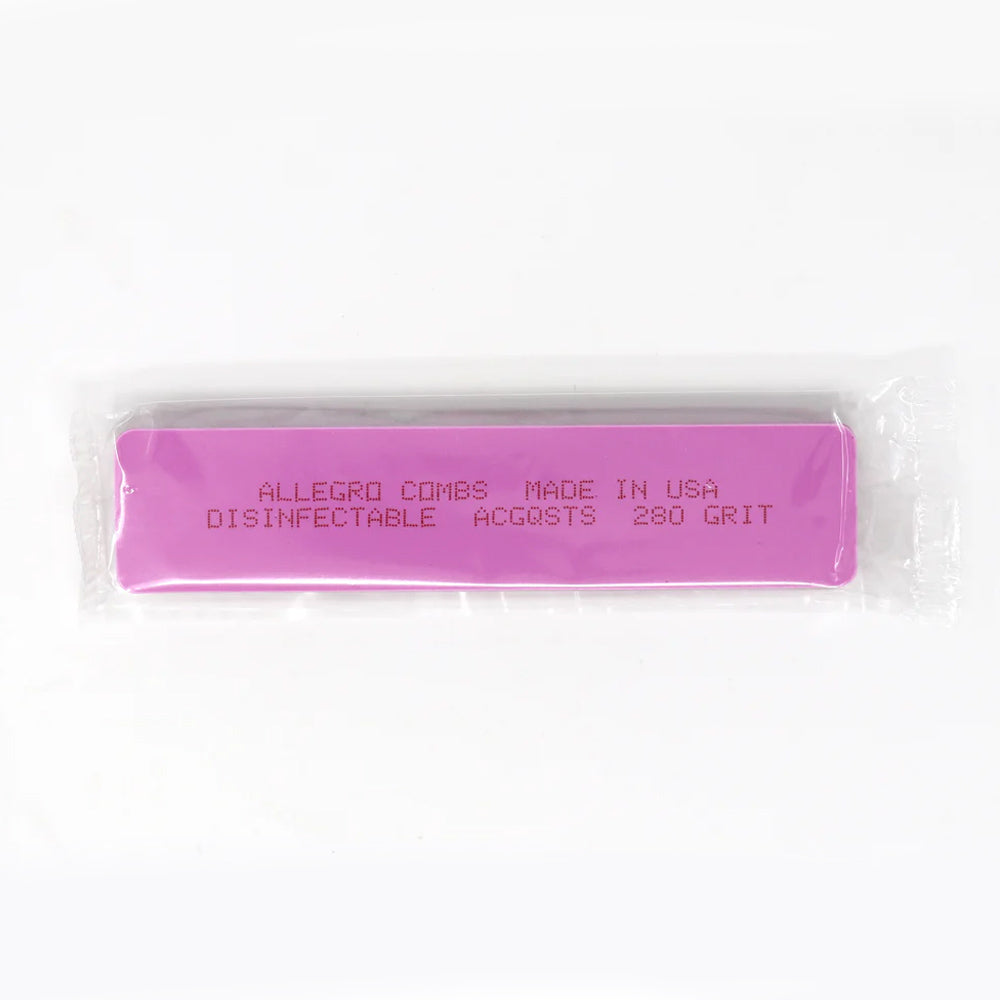 ALLEGRO COMBS MADE IN USA
DISINFECTABLE ACGQSTS 280 GRIT